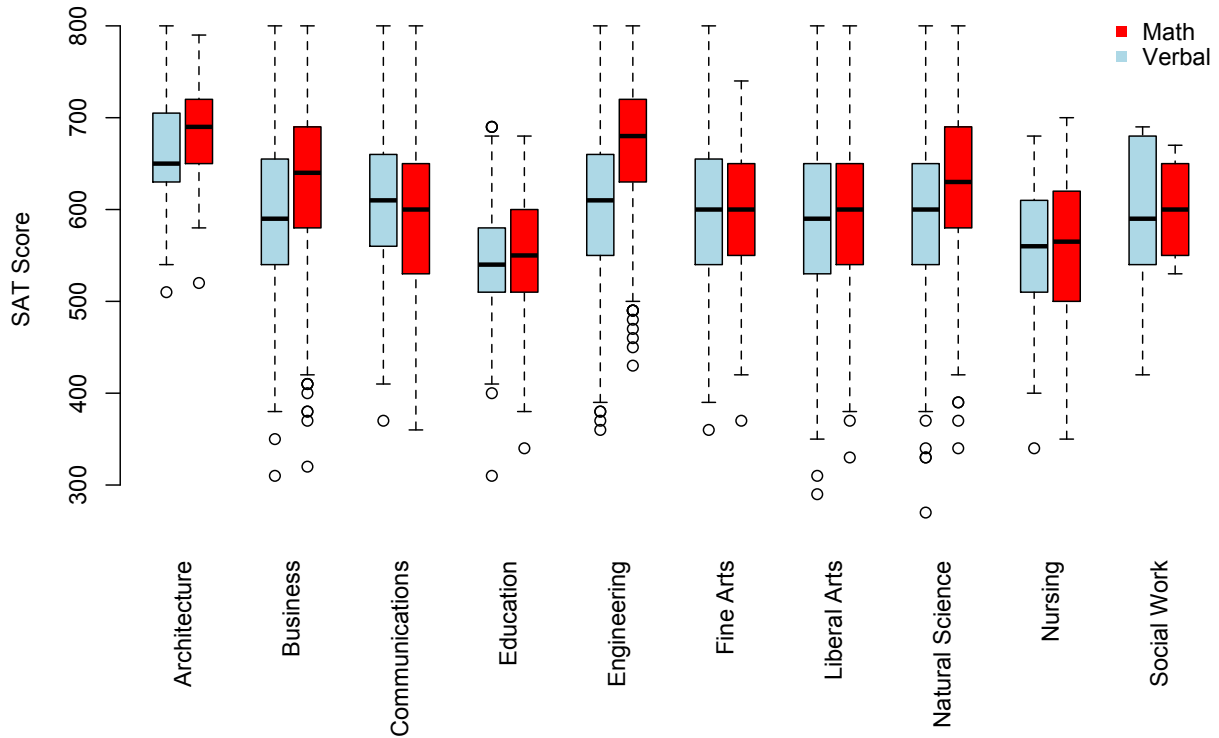 Math
Verbal
SAT Score
800
700
600
500
400
300
Architecture
Business
Communications
Education
Engineering
Fine Arts
Liberal Arts
Natural Science
Nursing
Social Work